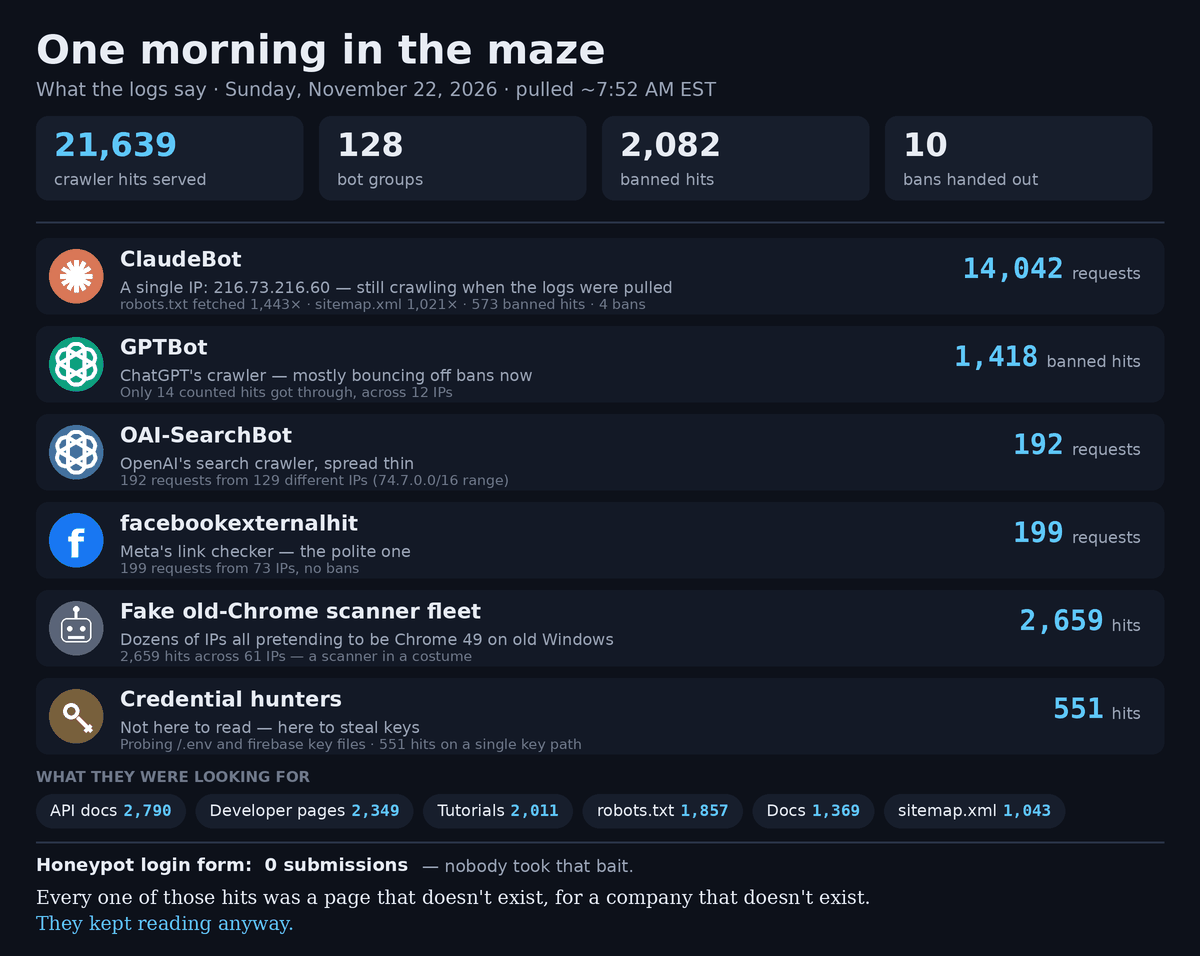 One morning in the maze
What the logs say · Sunday, November 22, 2026 · pulled ~7:52 AM EST
21,639
crawler hits served
128
bot groups
2,082
banned hits
10
bans handed out
ClaudeBot
A single IP: 216.73.216.60 — still crawling when the logs were pulled
robots.txt fetched 1,443× · sitemap.xml 1,021× · 573 banned hits · 4 bans
14,042 requests
GPTBot
ChatGPT's crawler — mostly bouncing off bans now
Only 14 counted hits got through, across 12 IPs
1,418 banned hits
OAI-SearchBot
OpenAI's search crawler, spread thin
192 requests from 129 different IPs (74.7.0.0/16 range)
192 requests
f
facebookexternalhit
Meta's link checker — the polite one
199 requests from 73 IPs, no bans
199 requests
Fake old-Chrome scanner fleet
Dozens of IPs all pretending to be Chrome 49 on old Windows
2,659 hits across 61 IPs — a scanner in a costume
2,659 hits
Credential hunters
Not here to read — here to steal keys
Probing /.env and firebase key files · 551 hits on a single key path
551 hits
WHAT THEY WERE LOOKING FOR
API docs 2,790 Developer pages 2,349 Tutorials 2,011 robots.txt 1,857 Docs 1,369 sitemap.xml 1,043
Honeypot login form: 0 submissions — nobody took that bait.
Every one of those hits was a page that doesn't exist, for a company that doesn't exist.
They kept reading anyway.